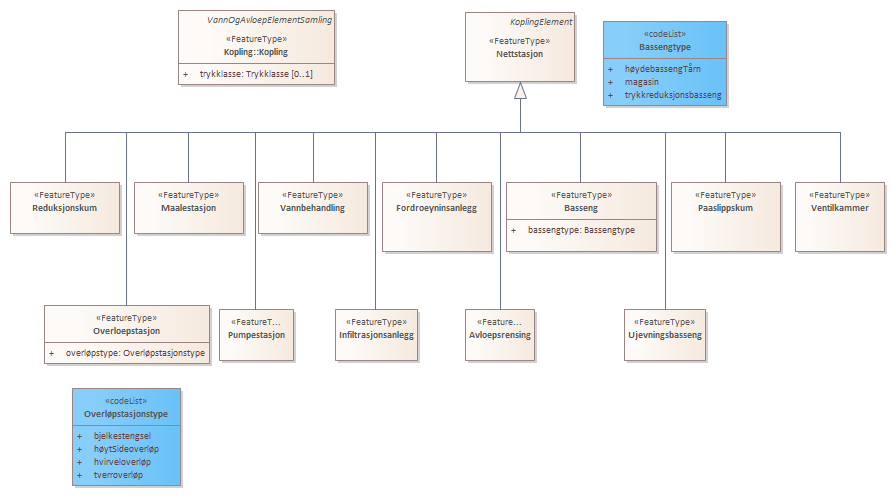 VannOgAvloepElementSamling
«FeatureType»
Kopling::Kopling
+ trykklasse: Trykklasse [0..1]
KoplingElement
«FeatureType»
Nettstasjon
«codeList»
Bassengtype
+ høydebassengTårn
+ magasin
+ trykkreduksjonsbasseng
«FeatureType»
Reduksjonskum
«FeatureType»
Maalestasjon
«FeatureType»
Vannbehandling
«FeatureType»
Fordroeyninsanlegg
«FeatureType»
Basseng
+ bassengtype: Bassengtype
«FeatureType»
Paaslippskum
«FeatureType»
Ventilkammer
«FeatureType»
Overloepstasjon
+ overløpstype: Overløpstasjonstype
«FeatureT...
Pumpestasjon
«FeatureType»
Infiltrasjonsanlegg
«Feature...
Avloepsrensing
«FeatureType»
Ujevningsbasseng
«codeList»
Overløpstasjonstype
+ bjelkestengsel
+ høytSideoverløp
+ hvirveloverløp
+ tverroverløp